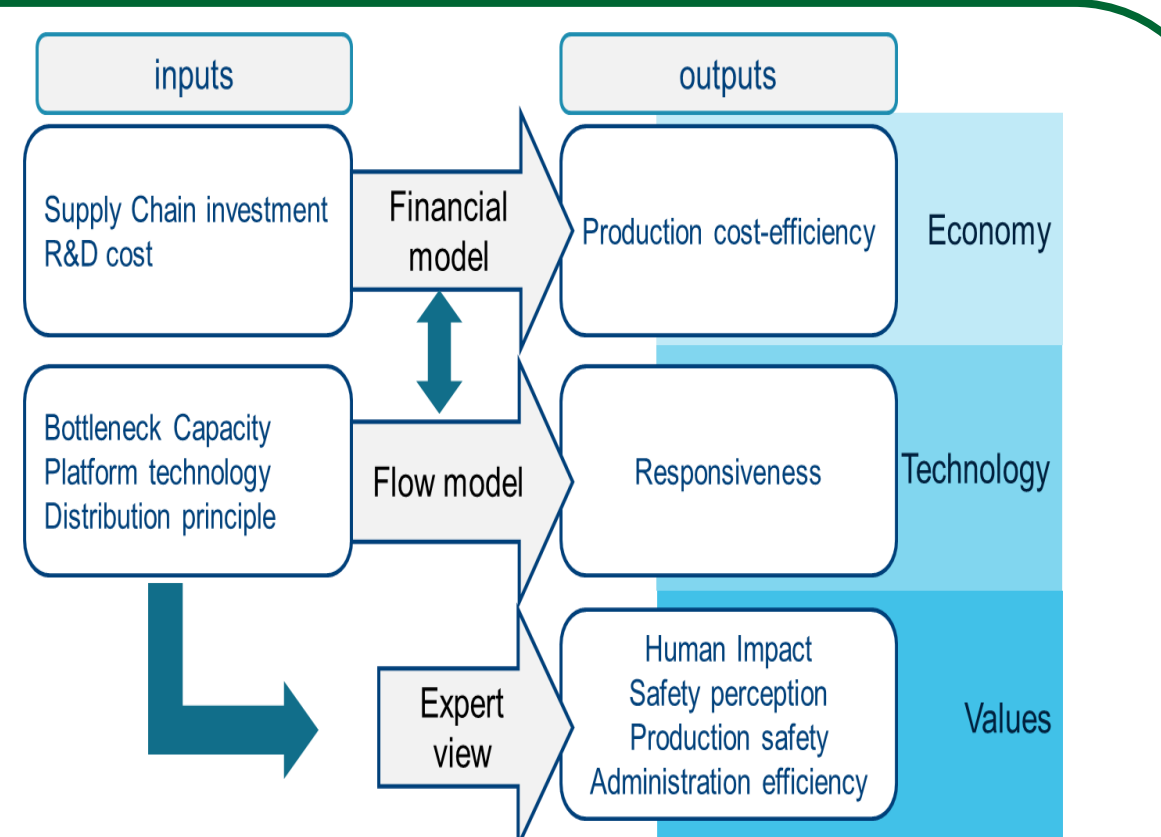 inputs
outputs
Supply Chain investment
R&D cost
Financial
model
Production cost-efficiency
Economy
Bottleneck Capacity
Platform technology
Distribution principle
Flow model
Responsiveness
Technology
Expert
view
Human Impact
Safety perception
Production safety
Administration efficiency
Values